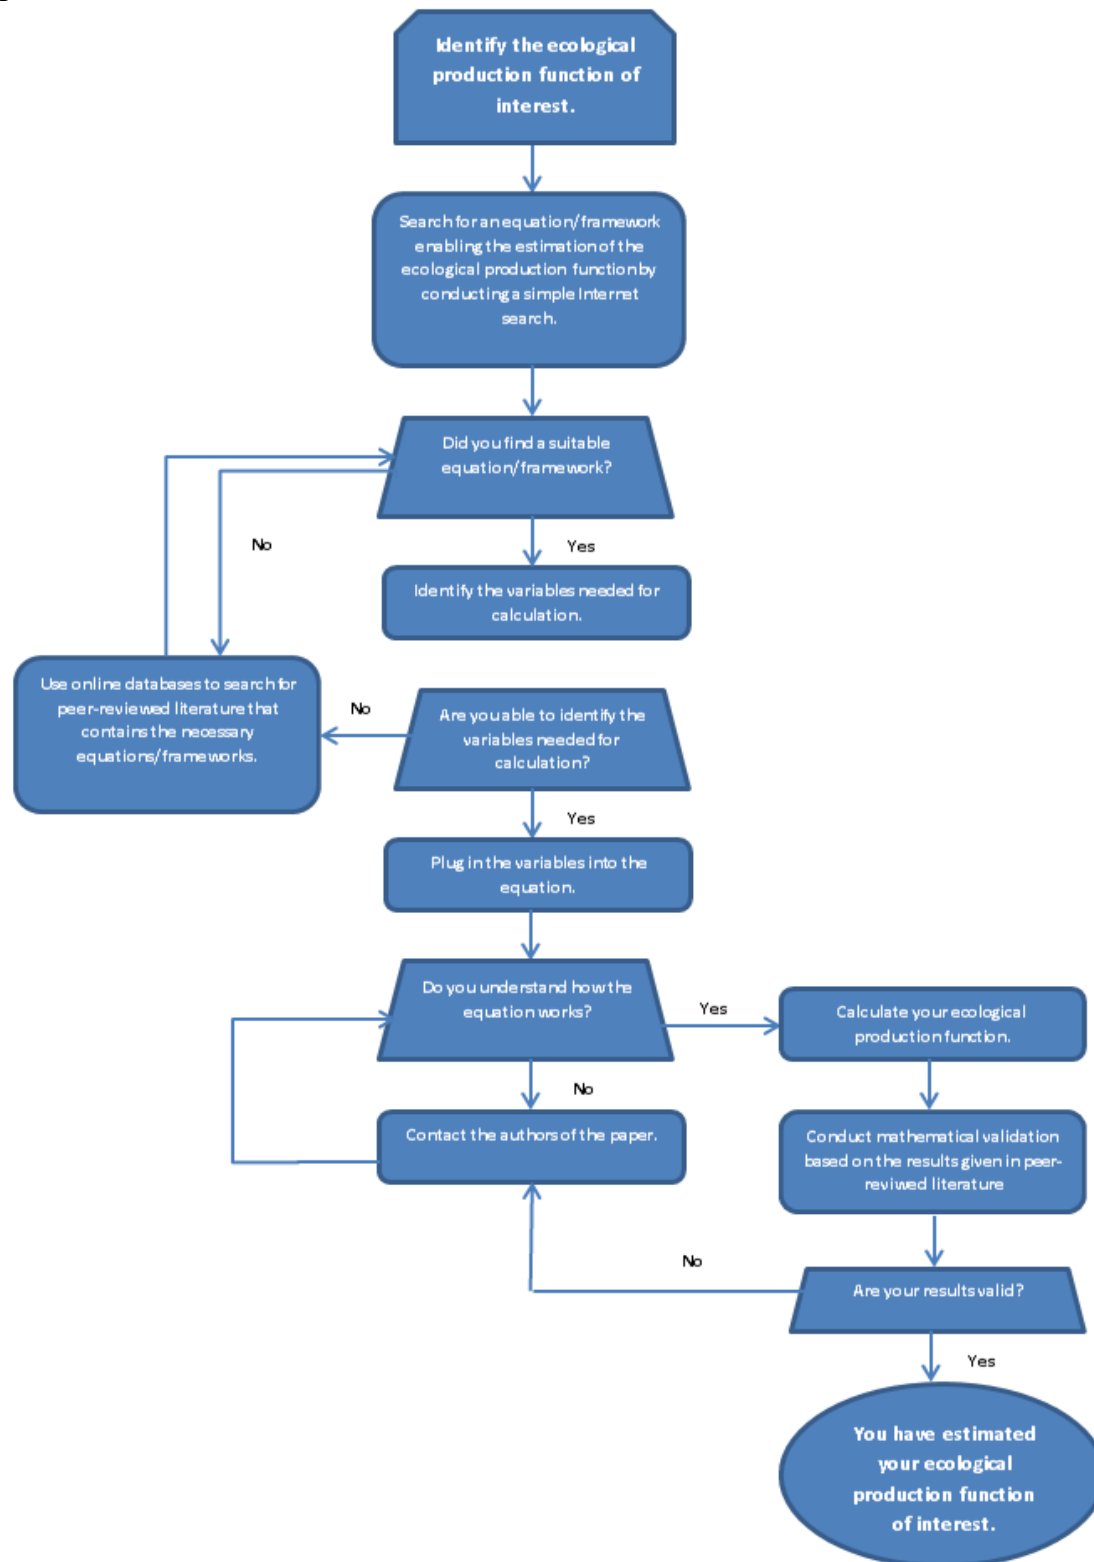 Identify the ecological
production function of
interest.
Search for an equation/framework
enabling the estimation of the
ecological production function by
conducting a simple Internet
search.
Did you find a suitable
equation/framework?
No
Yes
Identify the variables needed for
calculation.
Use online databases to search for
peer-reviewed literature that
contains the necessary
equations/frameworks.
No
Are you able to identify the
variables needed for
calculation?
Yes
Plug in the variables into the
equation.
Do you understand how the
equation works?
Yes
Calculate your ecological
production function.
No
Contact the authors of the paper.
Conduct mathematical validation
based on the results given in peer-
reviwed literature
No
Are your results valid?
Yes
You have estimated
your ecological
production function
of interest.